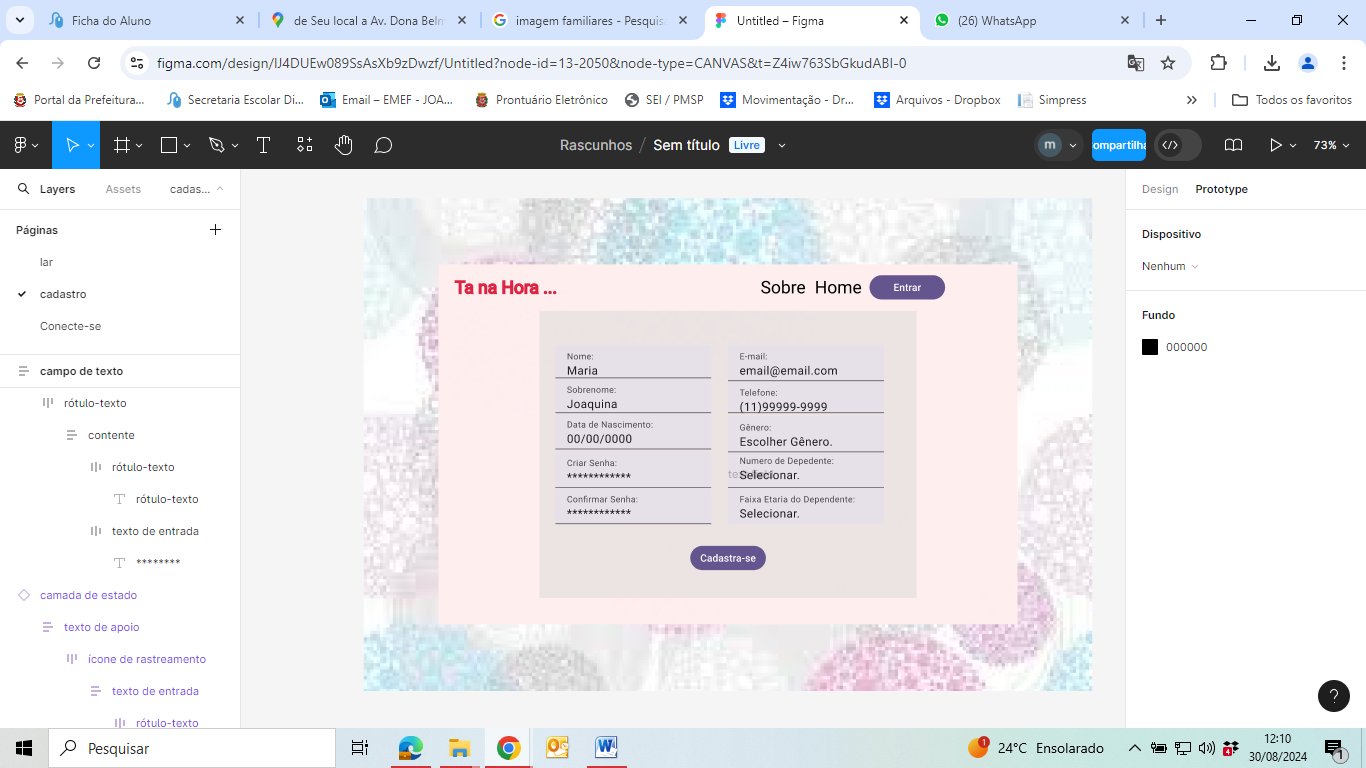 Ficha do Aluno
de Seu local a Av. Dona Belm
imagem familiares - Pesquis
Untitled – Figma
(26) WhatsApp
figma.com/design/lJ4DUEw089SsAsXb9zDwzf/Untitled?node-id=13-2050&node-type=CANVAS&t=Z4iw763SbGkudABI-0
Portal da Prefeitura...
Secretaria Escolar Di...
Email – EMEF - JOA...
Prontuário Eletrônico
SEI / PMSP
Movimentação - Dr...
Arquivos - Dropbox
Simpress
Todos os favoritos
Rascunhos / Sem título Livre
m
ompartilha
73%
Layers
Assets
cadas...
Páginas
lar
cadastro
Conecte-se
campo de texto
rótulo-texto
contente
rótulo-texto
rótulo-texto
texto de entrada
********
camada de estado
texto de apoio
ícone de rastreamento
texto de entrada
rótulo-texto
Ta na Hora ...
Sobre Home Entrar
Nome:
Maria
Sobrenome:
Joaquina
Data de Nascimento:
00/00/0000
Criar Senha:
************
Confirmar Senha:
************
E-mail:
email@email.com
Telefone:
(11)99999-9999
Gênero:
Escolher Gênero.
Numero de Depedente:
Selecionar.
Faixa Etaria do Dependente:
Selecionar.
Cadastra-se
Design
Prototype
Dispositivo
Nenhum
Fundo
000000
?
Pesquisar
1
24°C Ensolarado
4
12:10
30/08/2024
1